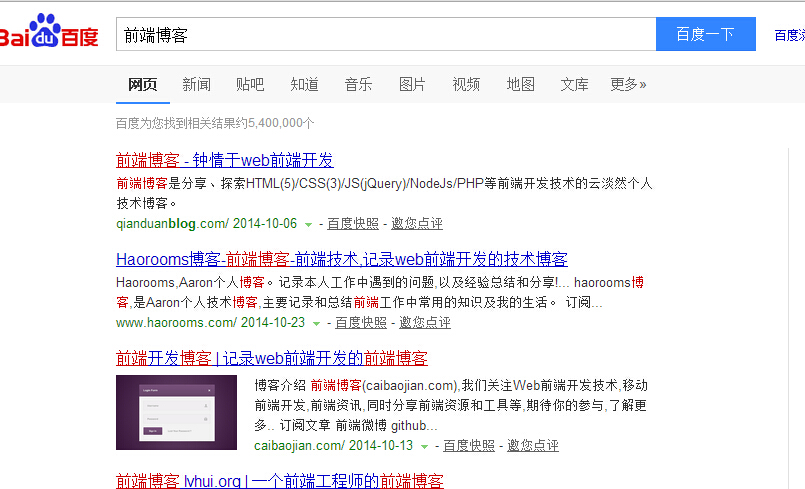 Bai du 百度
前端博客
百度一下
百度
网页 新闻 贴吧 知道 音乐 图片 视频 地图 文库 更多»
百度为您找到相关结果约5,400,000个
前端博客 - 钟情于web前端开发
前端博客是分享、探索HTML(5)/CSS(3)/JS(jQuery)/NodeJs/PHP等前端开发技术的云淡然个人
技术博客。
qianduanblog.com/ 2014-10-06 - 百度快照 - 邀您点评
Haorooms博客-前端博客-前端技术,记录web前端开发的技术博客
Haorooms,Aaron个人博客。记录本人工作中遇到的问题,以及经验总结和分享!... haorooms博
客,是Aaron个人技术博客,主要记录和总结前端工作中常用的知识及我的生活。 订阅...
www.haorooms.com/ 2014-10-23 - 百度快照 - 邀您点评
前端开发博客 | 记录web前端开发的前端博客
博客介绍 前端博客(caibaojian.com),我们关注Web前端开发技术,移动
前端开发,前端资讯,同时分享前端资源和工具等,期待你的参与,了解更
多.. 订阅文章 前端微博 github...
caibaojian.com/ 2014-10-13 - 百度快照 - 邀您点评
前端博客 lvhui.org | 一个前端工程师的前端博客